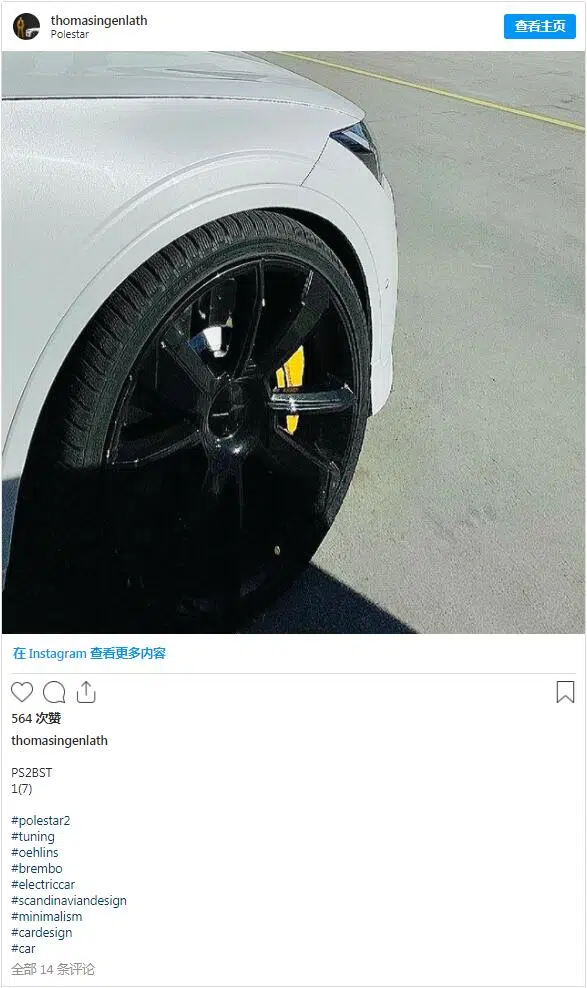 thomasingenlath
Polestar
查看主页
在 Instagram 查看更多内容
564 次赞
thomasingenlath
PS2BST
1(7)
#polestar2
#tuning
#oehlins
#brembo
#electriccar
#scandinaviandesign
#minimalism
#cardesign
#car
全部 14 条评论